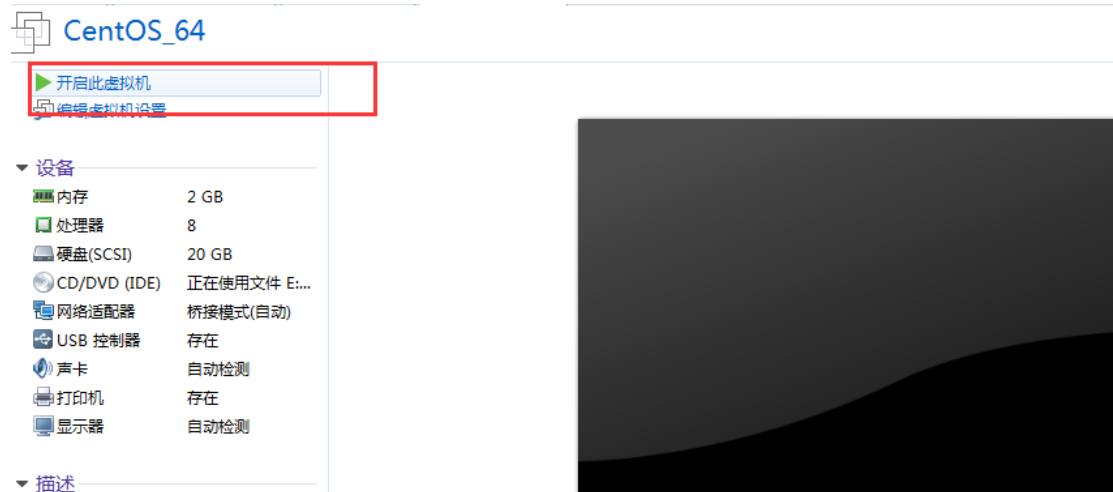 CentOS_64
开启此虚拟机
编辑虚拟机设置
设备
内存 2 GB
处理器 8
硬盘(SCSI) 20 GB
CD/DVD (IDE) 正在使用文件 E:...
网络适配器 桥接模式(自动)
USB 控制器 存在
声卡 自动检测
打印机 存在
显示器 自动检测
描述